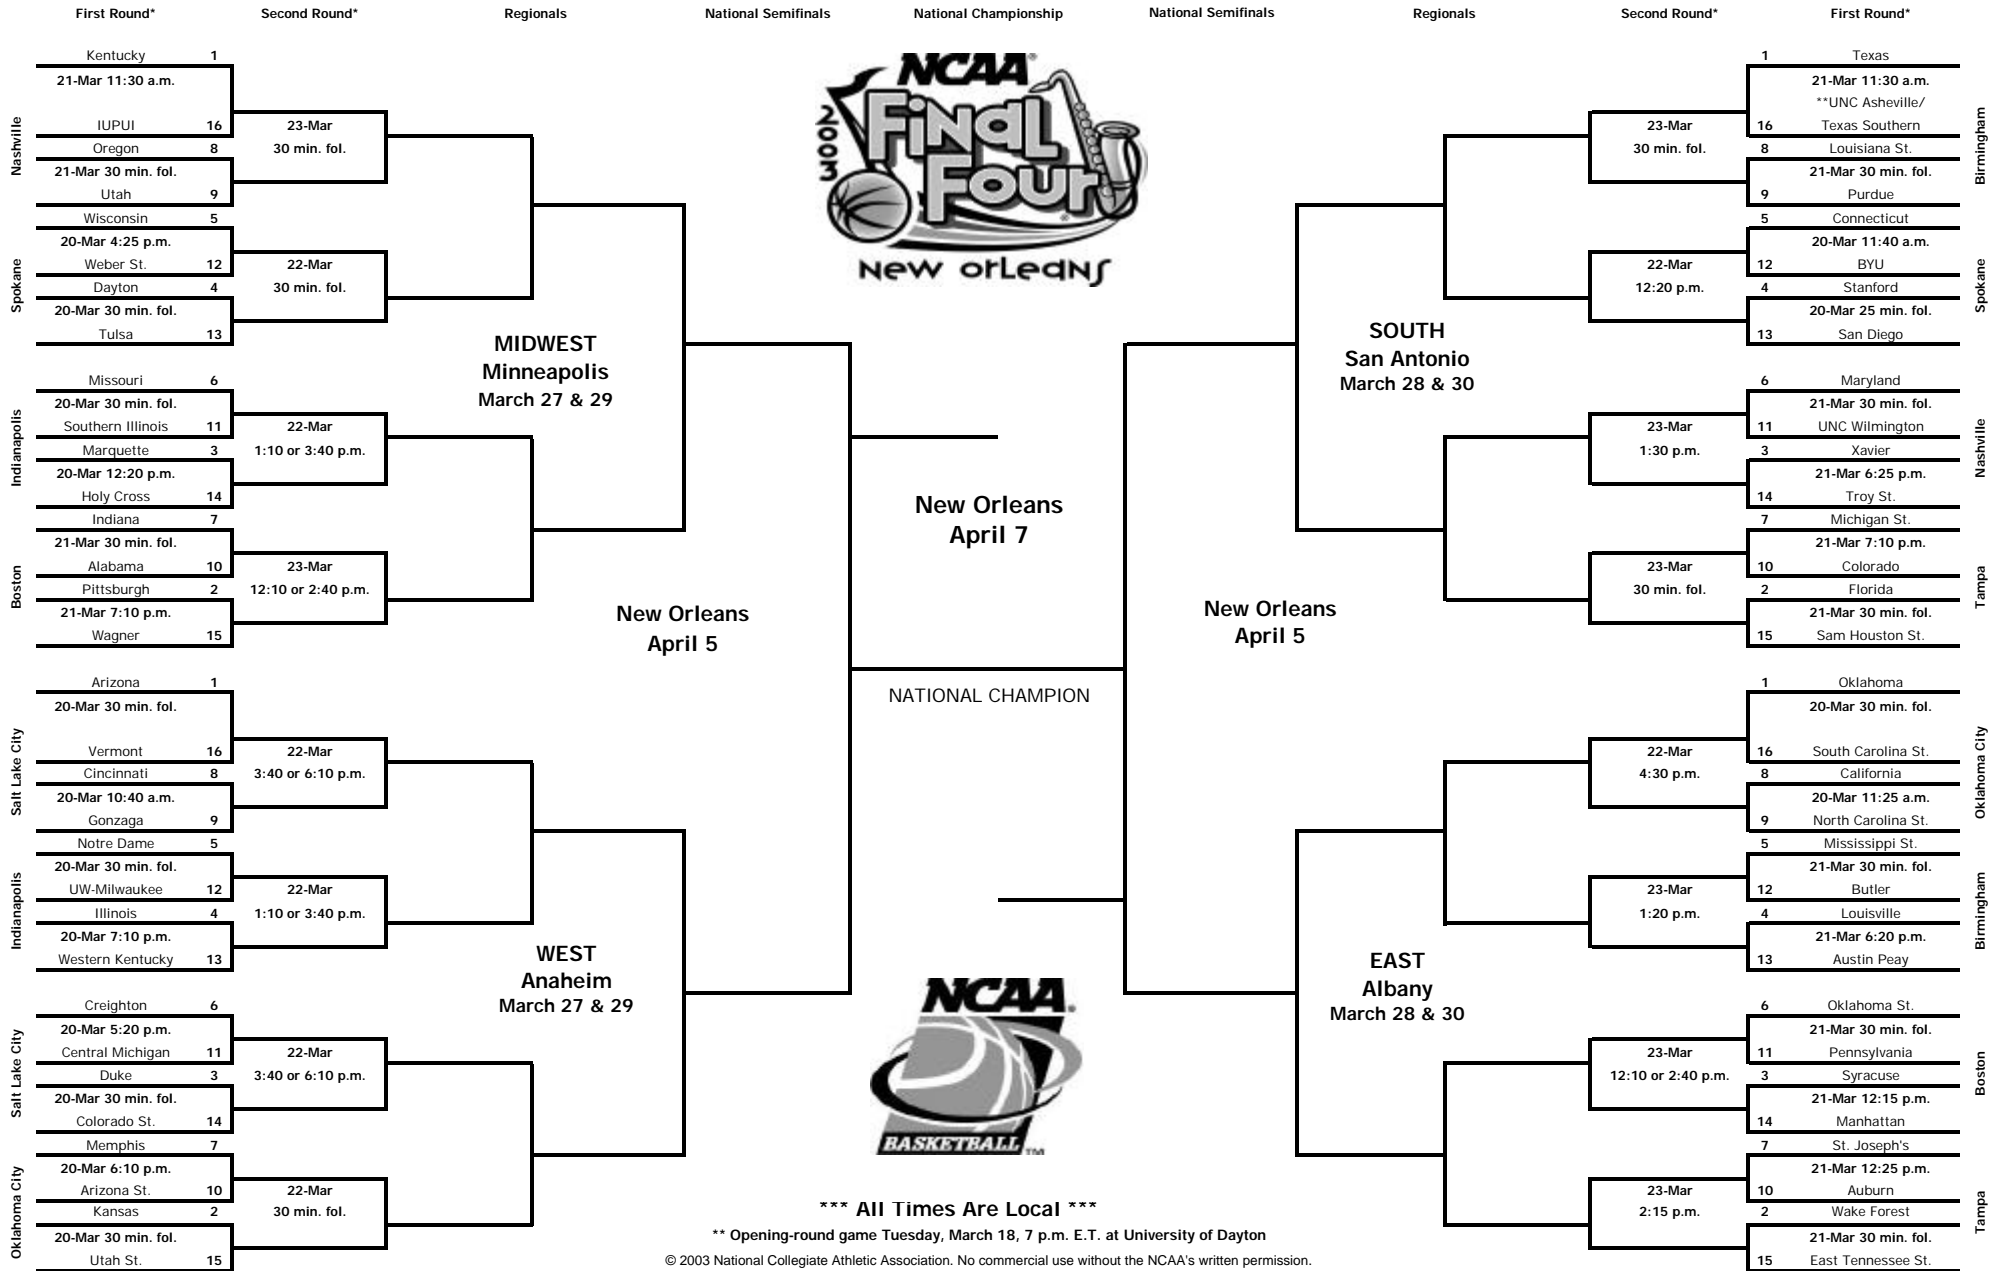 First Round*
Second Round*
Regionals
National Semifinals
National Championship
National Semifinals
Regionals
Second Round*
First Round*
Nashville
Kentucky 1
21-Mar 11:30 a.m.
IUPUI 16
Oregon 8
21-Mar 30 min. fol.
Utah 9
23-Mar
30 min. fol.
Spokane
Wisconsin 5
20-Mar 4:25 p.m.
Weber St. 12
Dayton 4
20-Mar 30 min. fol.
Tulsa 13
22-Mar
30 min. fol.
MIDWEST
Minneapolis
March 27 & 29
Indianapolis
Missouri 6
20-Mar 30 min. fol.
Southern Illinois 11
Marquette 3
20-Mar 12:20 p.m.
Holy Cross 14
22-Mar
1:10 or 3:40 p.m.
Boston
Indiana 7
21-Mar 30 min. fol.
Alabama 10
Pittsburgh 2
21-Mar 7:10 p.m.
Wagner 15
23-Mar
12:10 or 2:40 p.m.
New Orleans
April 5
Salt Lake City
Arizona 1
20-Mar 30 min. fol.
Vermont 16
Cincinnati 8
20-Mar 10:40 a.m.
Gonzaga 9
22-Mar
3:40 or 6:10 p.m.
Indianapolis
Notre Dame 5
20-Mar 30 min. fol.
UW-Milwaukee 12
Illinois 4
20-Mar 7:10 p.m.
Western Kentucky 13
22-Mar
1:10 or 3:40 p.m.
WEST
Anaheim
March 27 & 29
Salt Lake City
Creighton 6
20-Mar 5:20 p.m.
Central Michigan 11
Duke 3
20-Mar 30 min. fol.
Colorado St. 14
22-Mar
3:40 or 6:10 p.m.
Oklahoma City
Memphis 7
20-Mar 6:10 p.m.
Arizona St. 10
Kansas 2
20-Mar 30 min. fol.
Utah St. 15
22-Mar
30 min. fol.
NCAA®
2003
Final
Four®
New Orleans
New Orleans
April 7
NATIONAL CHAMPION
NCAA®
BASKETBALL™
*** All Times Are Local ***
** Opening-round game Tuesday, March 18, 7 p.m. E.T. at University of Dayton
© 2003 National Collegiate Athletic Association. No commercial use without the NCAA's written permission.
Birmingham
1 Texas
21-Mar 11:30 a.m.
**UNC Asheville/
16 Texas Southern
8 Louisiana St.
21-Mar 30 min. fol.
9 Purdue
23-Mar
30 min. fol.
Spokane
5 Connecticut
20-Mar 11:40 a.m.
12 BYU
4 Stanford
20-Mar 25 min. fol.
13 San Diego
22-Mar
12:20 p.m.
SOUTH
San Antonio
March 28 & 30
Nashville
6 Maryland
21-Mar 30 min. fol.
11 UNC Wilmington
3 Xavier
21-Mar 6:25 p.m.
14 Troy St.
23-Mar
1:30 p.m.
Tampa
7 Michigan St.
21-Mar 7:10 p.m.
10 Colorado
2 Florida
21-Mar 30 min. fol.
15 Sam Houston St.
23-Mar
30 min. fol.
New Orleans
April 5
Oklahoma City
1 Oklahoma
20-Mar 30 min. fol.
16 South Carolina St.
8 California
20-Mar 11:25 a.m.
9 North Carolina St.
22-Mar
4:30 p.m.
Birmingham
5 Mississippi St.
21-Mar 30 min. fol.
12 Butler
4 Louisville
21-Mar 6:20 p.m.
13 Austin Peay
23-Mar
1:20 p.m.
EAST
Albany
March 28 & 30
Boston
6 Oklahoma St.
21-Mar 30 min. fol.
11 Pennsylvania
3 Syracuse
21-Mar 12:15 p.m.
14 Manhattan
23-Mar
12:10 or 2:40 p.m.
Tampa
7 St. Joseph's
21-Mar 12:25 p.m.
10 Auburn
2 Wake Forest
21-Mar 30 min. fol.
15 East Tennessee St.
23-Mar
2:15 p.m.